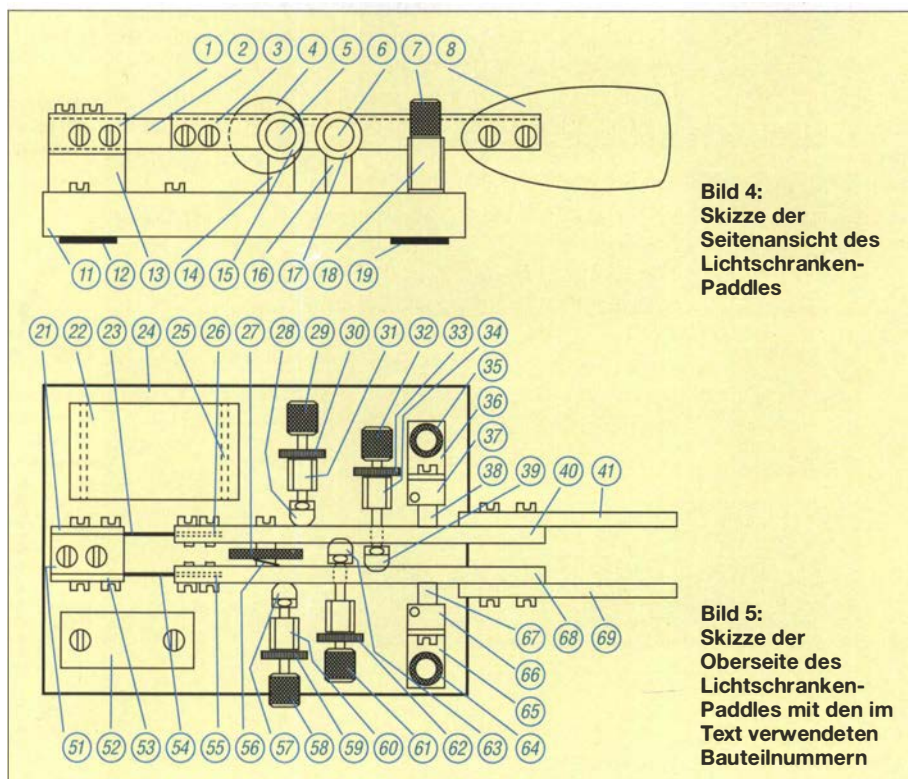 1 2 3 4 5 6 7 8
11 12 13 14 15 16 17 18 19
Bild 4:
Skizze der
Seitenansicht des
Lichtschranken-
Paddles
21 22 23 24 25 26 27 28 29 30 31 32 33 34
35
36
37
38 39 40 41
51 52 53 54 55 56 57 58 59 60 61 62 63 64
65
66
67 68 69
Bild 5:
Skizze der
Oberseite des
Lichtschranken-
Paddles mit den im
Text verwendeten
Bauteilnummern